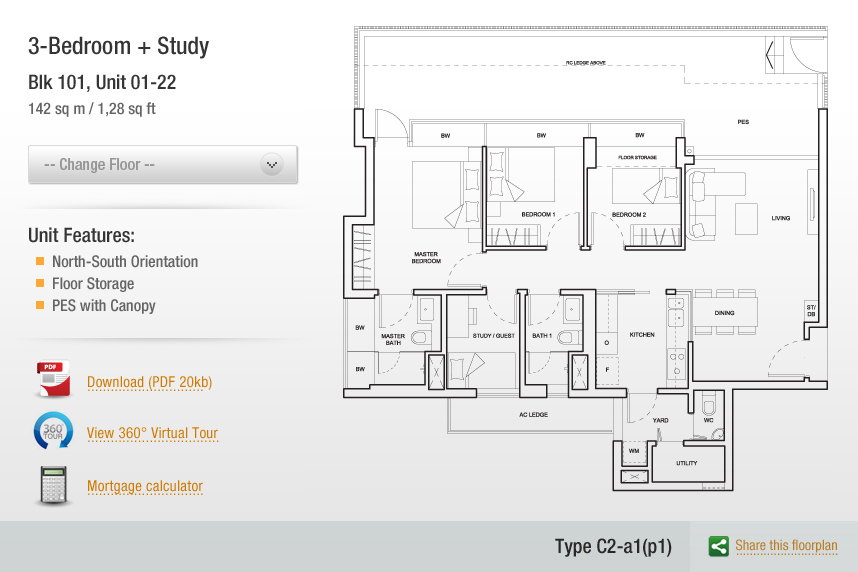 3-Bedroom + Study
Blk 101, Unit 01-22
142 sq m / 1,28 sq ft
-- Change Floor --
Unit Features:
North-South Orientation
Floor Storage
PES with Canopy
PDF
Download (PDF 20kb)
360°
TOUR
View 360° Virtual Tour
Mortgage calculator
RC LEDGE ABOVE
PES
BW
BW
BW
FLOOR STORAGE
BEDROOM 1
BEDROOM 2
LIVING
MASTER
BEDROOM
DINING
ST/
DB
BW
MASTER
BATH
STUDY / GUEST
BATH 1
KITCHEN
O
F
BW
AC LEDGE
YARD
WC
WM
UTILITY
Type C2-a1(p1)
Share this floorplan